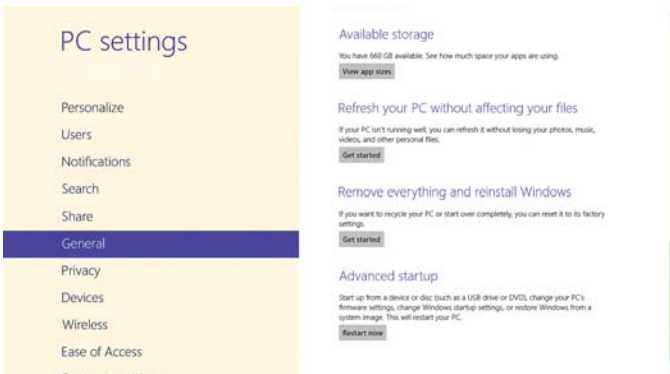 PC settings
Personalize
Users
Notifications
Search
Share
General
Privacy
Devices
Wireless
Ease of Access
Available storage
You have 660 GB available. See how much space your apps are using
View app sizes
Refresh your PC without affecting your files
If your PC isn't running well, you can refresh it without losing your photos, music,
videos, and other personal files.
Get started
Remove everything and reinstall Windows
If you want to recycle your PC or start over completely, you can reset it to its factory
settings.
Get started
Advanced startup
Start up from a device or disc (such as a USB drive or DVD), change your PC's
firmware settings, change Windows startup settings, or restore Windows from a
system image. This will restart your PC.
Restart now